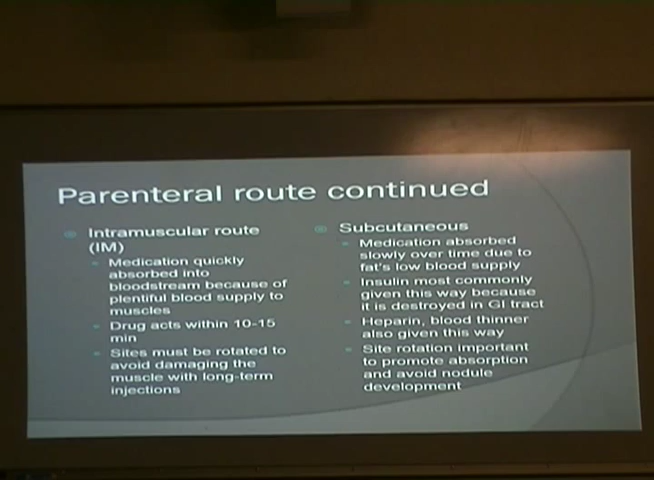 Parenteral route continued
Intramuscular route
(IM)
Medication quickly
absorbed into
bloodstream because of
plentiful blood supply to
muscles
Drug acts within 10-15
min
Sites must be rotated to
avoid damaging the
muscle with long-term
injections
Subcutaneous
Medication absorbed
slowly over time due to
fat's low blood supply
Insulin most commonly
given this way because
it is destroyed in GI tract
Heparin, blood thinner
also given this way
Site rotation important
to promote absorption
and avoid nodule
development